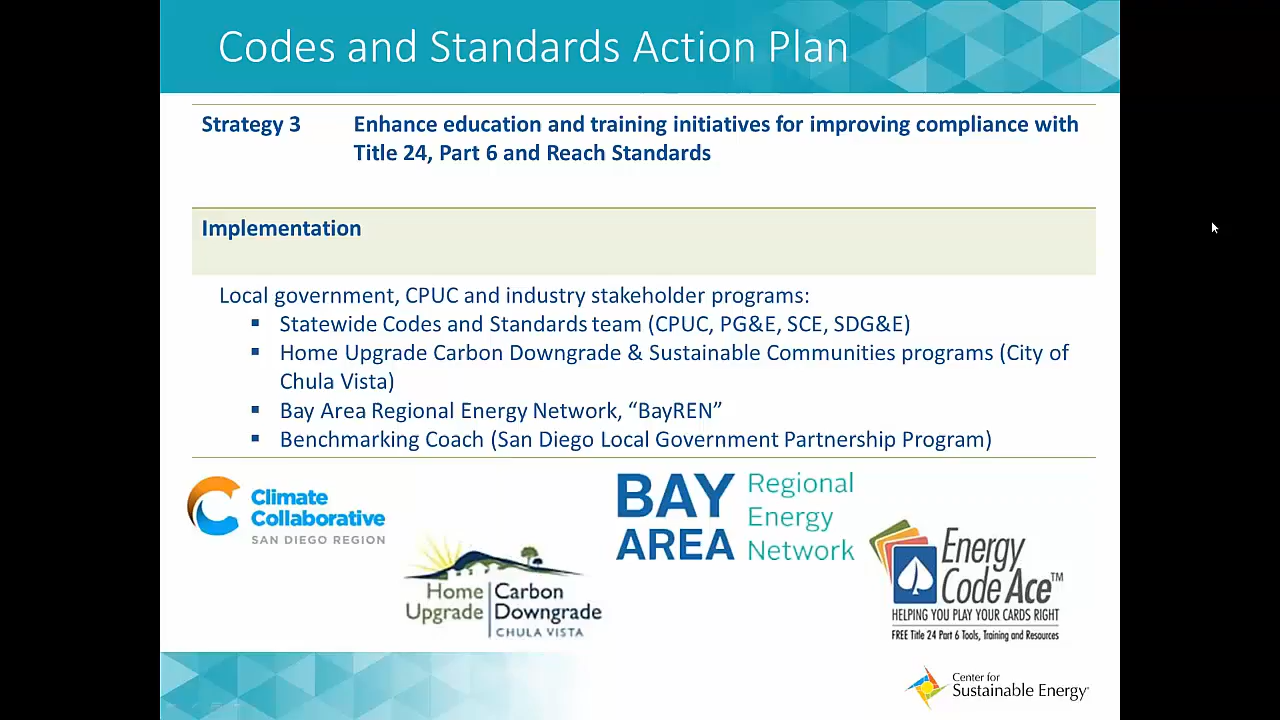 Codes and Standards Action Plan
Strategy 3
Enhance education and training initiatives for improving compliance with
Title 24, Part 6 and Reach Standards
Implementation
Local government, CPUC and industry stakeholder programs:
▪ Statewide Codes and Standards team (CPUC, PG&E, SCE, SDG&E)
▪ Home Upgrade Carbon Downgrade & Sustainable Communities programs (City of
Chula Vista)
▪ Bay Area Regional Energy Network, “BayREN”
▪ Benchmarking Coach (San Diego Local Government Partnership Program)
Climate
Collaborative
SAN DIEGO REGION
Home Upgrade
Carbon Downgrade
CHULA VISTA
BAY AREA
Regional
Energy
Network
Energy
Code Ace™
HELPING YOU PLAY YOUR CARDS RIGHT
FREE Title 24 Part 6 Tools, Training and Resources
Center for
Sustainable Energy®